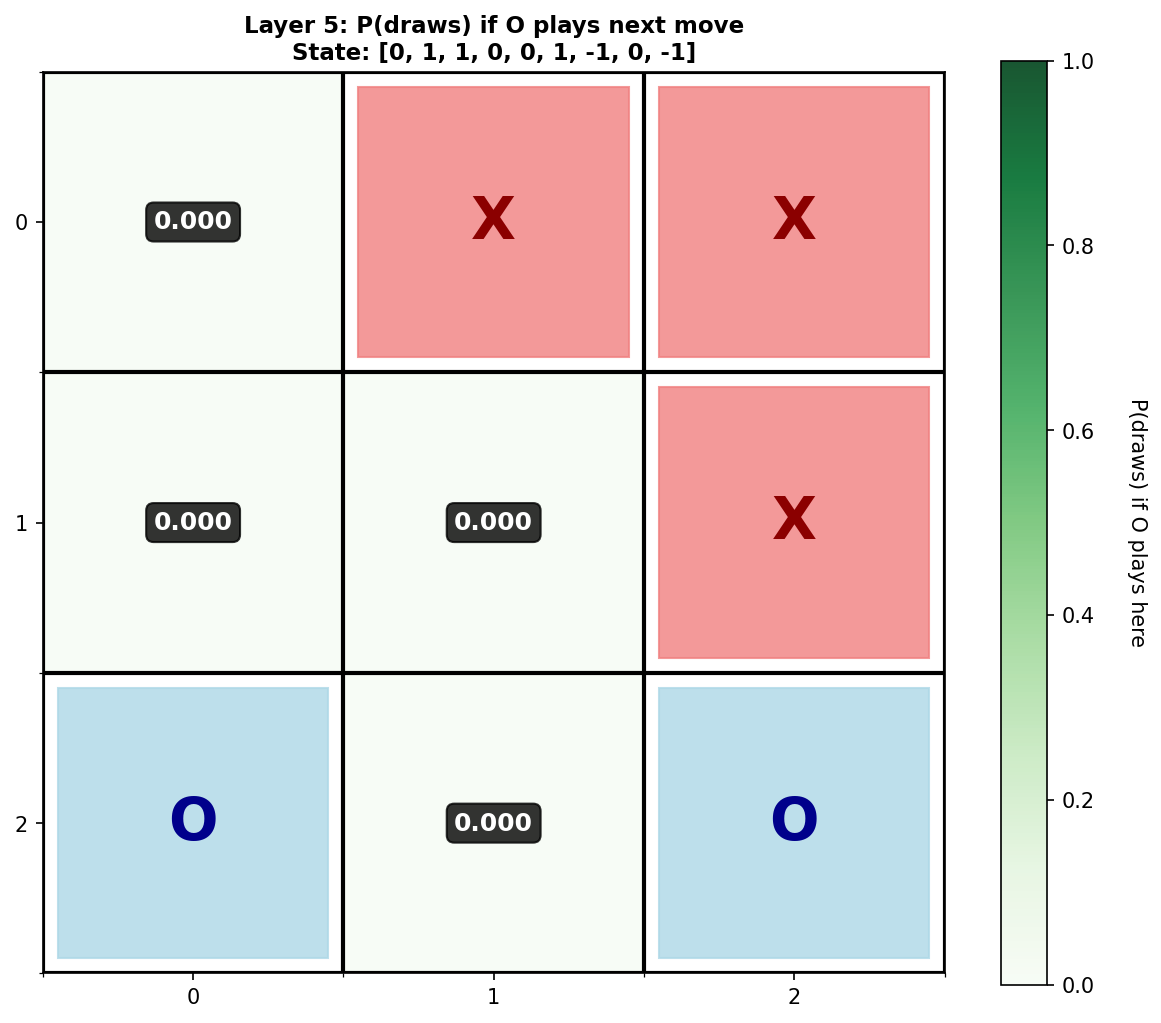 Layer 5: P(draws) if O plays next move
State: [0, 1, 1, 0, 0, 1, -1, 0, -1]
0
0.000
X
X
1
0.000
0.000
X
2
O
0.000
O
0
1
2
1.0
0.8
0.6
0.4
0.2
0.0
P(draws) if O plays here